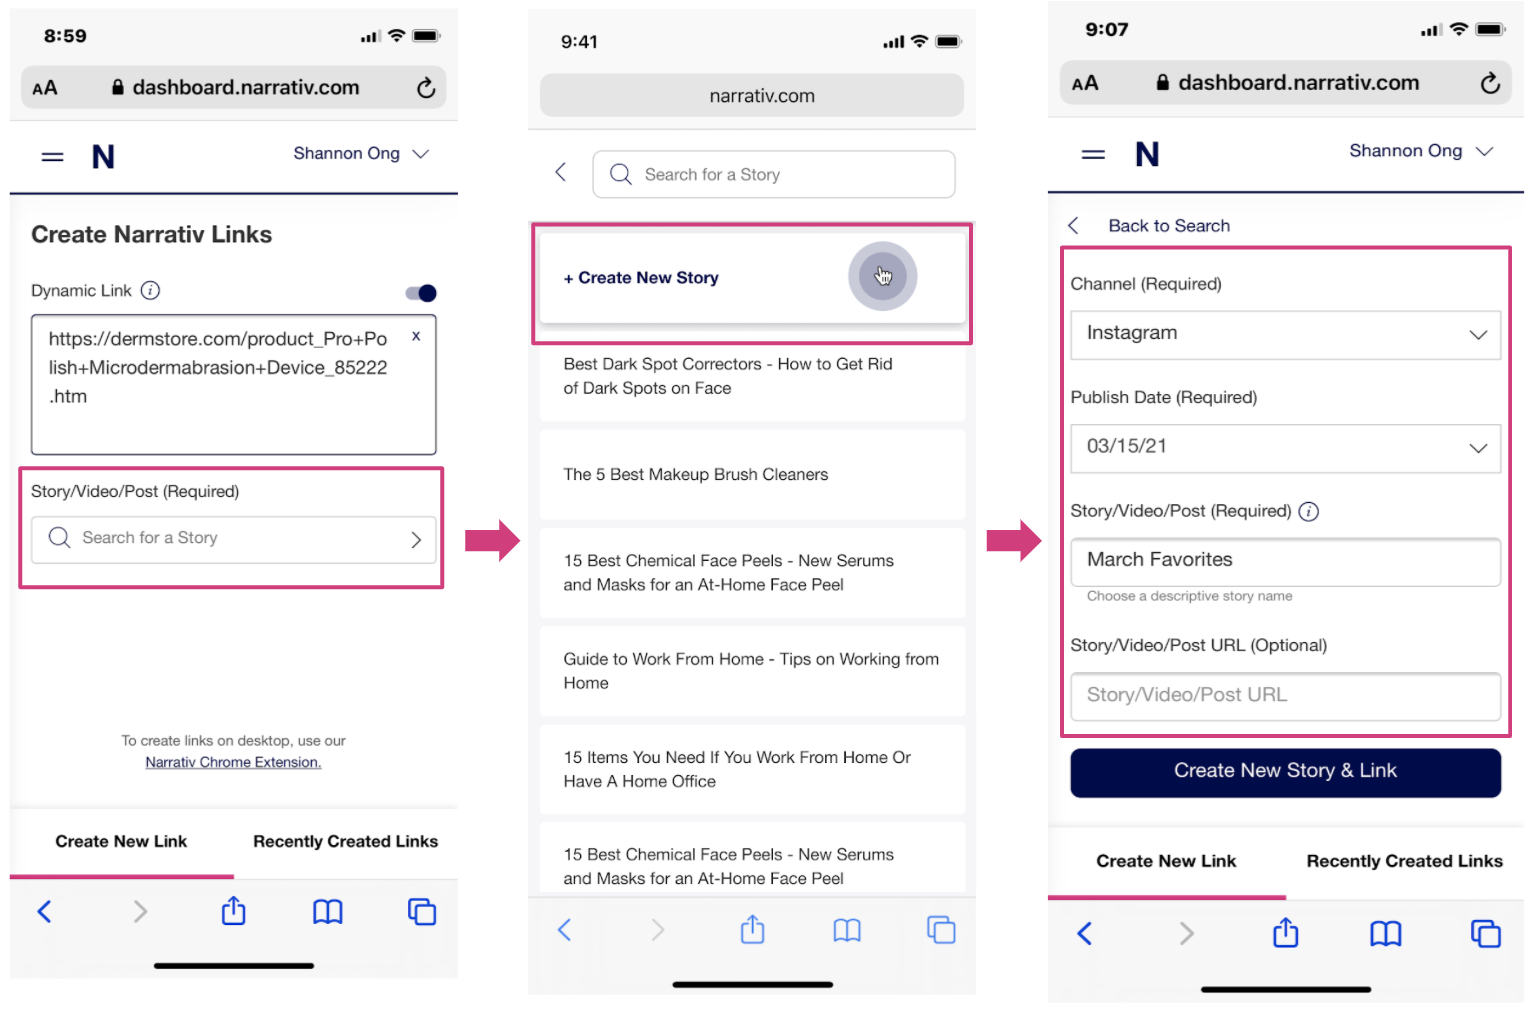 8:59
AA dashboard.narrativ.com
N Shannon Ong
Create Narrativ Links
Dynamic Link i
https://dermstore.com/product_Pro+Po x
lish+Microdermabrasion+Device_85222
.htm
Story/Video/Post (Required)
Search for a Story
To create links on desktop, use our
Narrativ Chrome Extension.
Create New Link Recently Created Links
9:41
narrativ.com
Search for a Story
+ Create New Story
Best Dark Spot Correctors - How to Get Rid
of Dark Spots on Face
The 5 Best Makeup Brush Cleaners
15 Best Chemical Face Peels - New Serums
and Masks for an At-Home Face Peel
Guide to Work From Home - Tips on Working from
Home
15 Items You Need If You Work From Home Or
Have A Home Office
15 Best Chemical Face Peels - New Serums
and Masks for an At-Home Face Peel
9:07
AA dashboard.narrativ.com
N Shannon Ong
Back to Search
Channel (Required)
Instagram
Publish Date (Required)
03/15/21
Story/Video/Post (Required) i
March Favorites
Choose a descriptive story name
Story/Video/Post URL (Optional)
Story/Video/Post URL
Create New Story & Link
Create New Link Recently Created Links